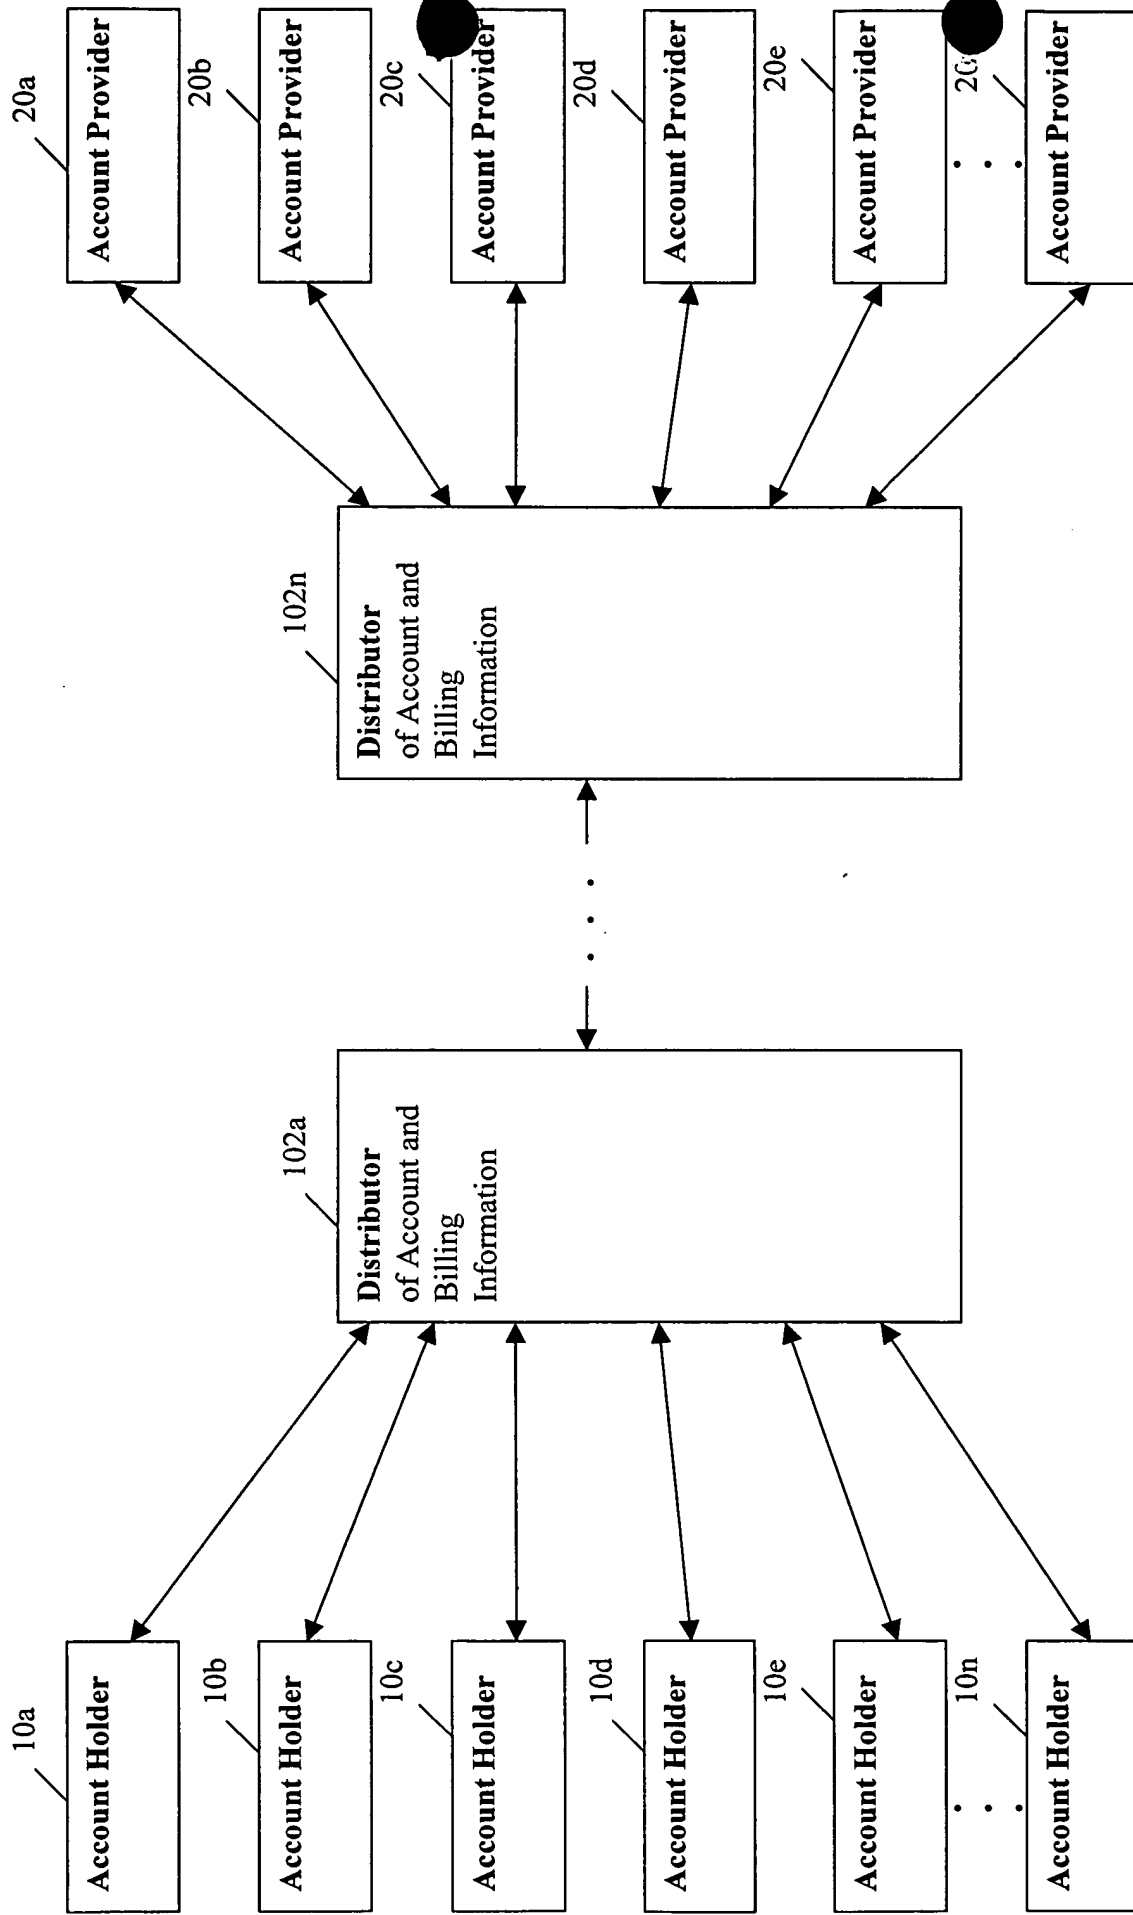 10a
Account Holder
10b
Account Holder
10c
Account Holder
10d
Account Holder
10e
Account Holder
10n
Account Holder
102a
Distributor
of Account and
Billing
Information
102n
Distributor
of Account and
Billing
Information
20a
Account Provider
20b
Account Provider
20c
Account Provider
20d
Account Provider
20e
Account Provider
Account Provider